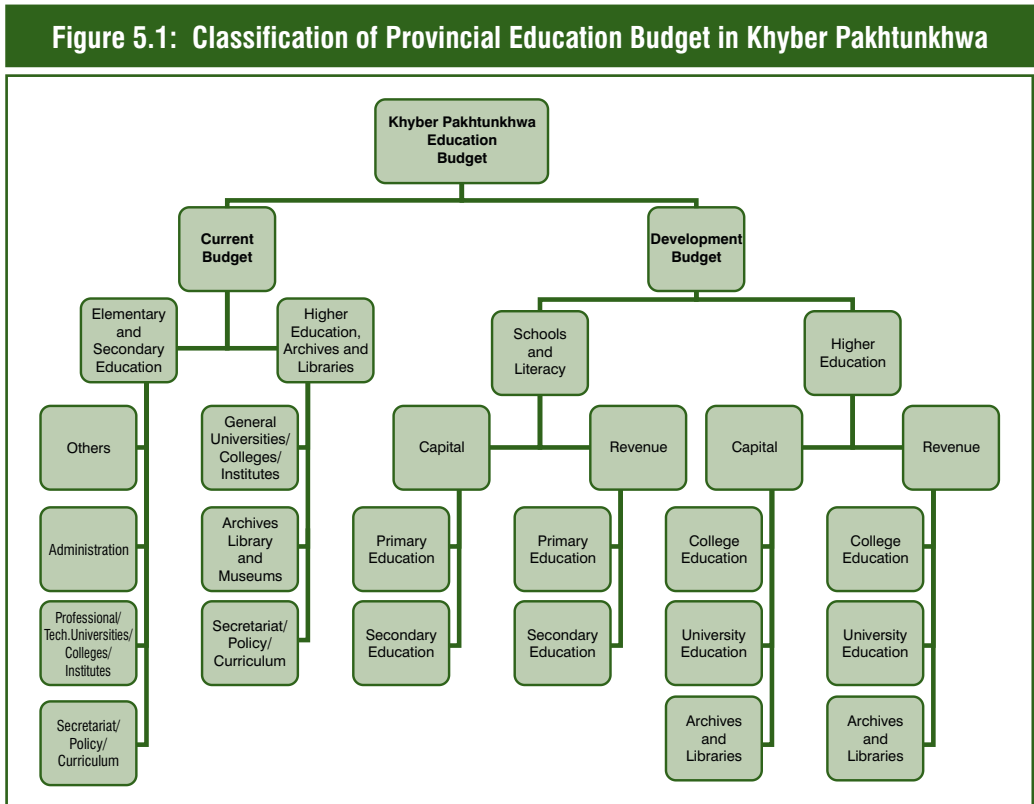 Figure 5.1: Classification of Provincial Education Budget in Khyber Pakhtunkhwa
Khyber Pakhtunkhwa
Education
Budget
Current
Budget
Development
Budget
Elementary
and
Secondary
Education
Higher
Education,
Archives and
Libraries
Schools
and
Literacy
Higher
Education
Others
General
Universities/
Colleges/
Institutes
Capital
Revenue
Capital
Revenue
Administration
Archives
Library
and
Museums
Primary
Education
Primary
Education
College
Education
College
Education
Professional/
Tech.Universities/
Colleges/
Institutes
Secretariat/
Policy/
Curriculum
Secondary
Education
Secondary
Education
University
Education
University
Education
Secretariat/
Policy/
Curriculum
Archives
and
Libraries
Archives
and
Libraries